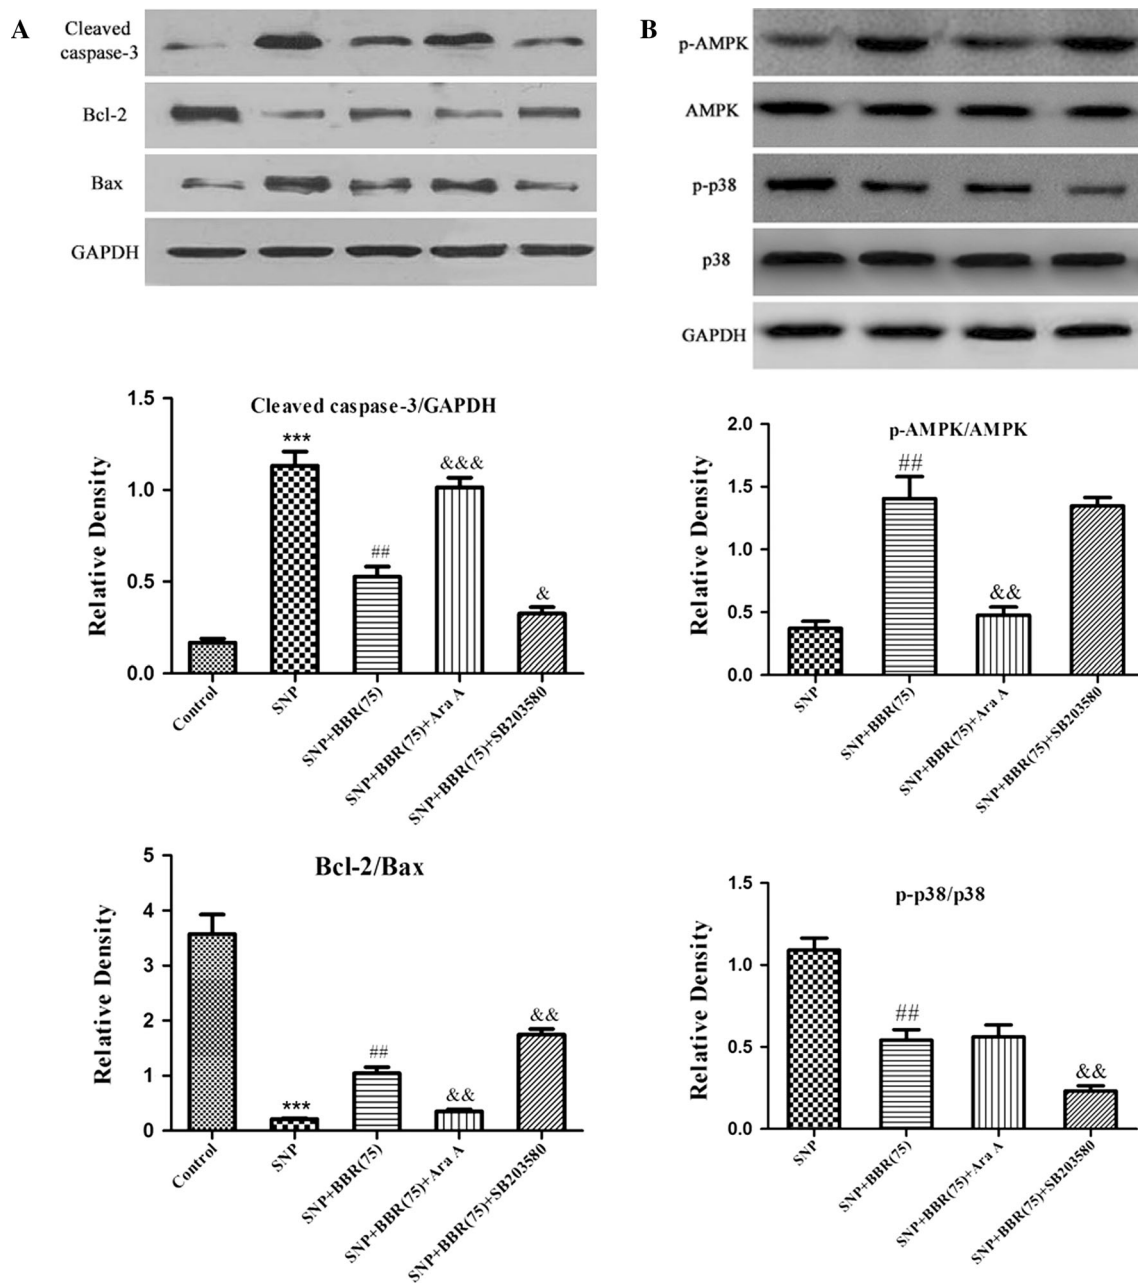 A
Cleaved
caspase-3
Bcl-2
Bax
GAPDH
Cleaved caspase-3/GAPDH
Relative Density
1.5
1.0
0.5
0.0
***
##
&&&
&
Control
SNP
SNP+BBR(75)
SNP+BBR(75)+Ara A
SNP+BBR(75)+SB203580
Bcl-2/Bax
Relative Density
5
4
3
2
1
0
***
##
&&
&&
Control
SNP
SNP+BBR(75)
SNP+BBR(75)+Ara A
SNP+BBR(75)+SB203580
B
p-AMPK
AMPK
p-p38
p38
GAPDH
p-AMPK/AMPK
Relative Density
2.0
1.5
1.0
0.5
0.0
##
&&
SNP
SNP+BBR(75)
SNP+BBR(75)+Ara A
SNP+BBR(75)+SB203580
p-p38/p38
Relative Density
1.5
1.0
0.5
0.0
##
&&
SNP
SNP+BBR(75)
SNP+BBR(75)+Ara A
SNP+BBR(75)+SB203580